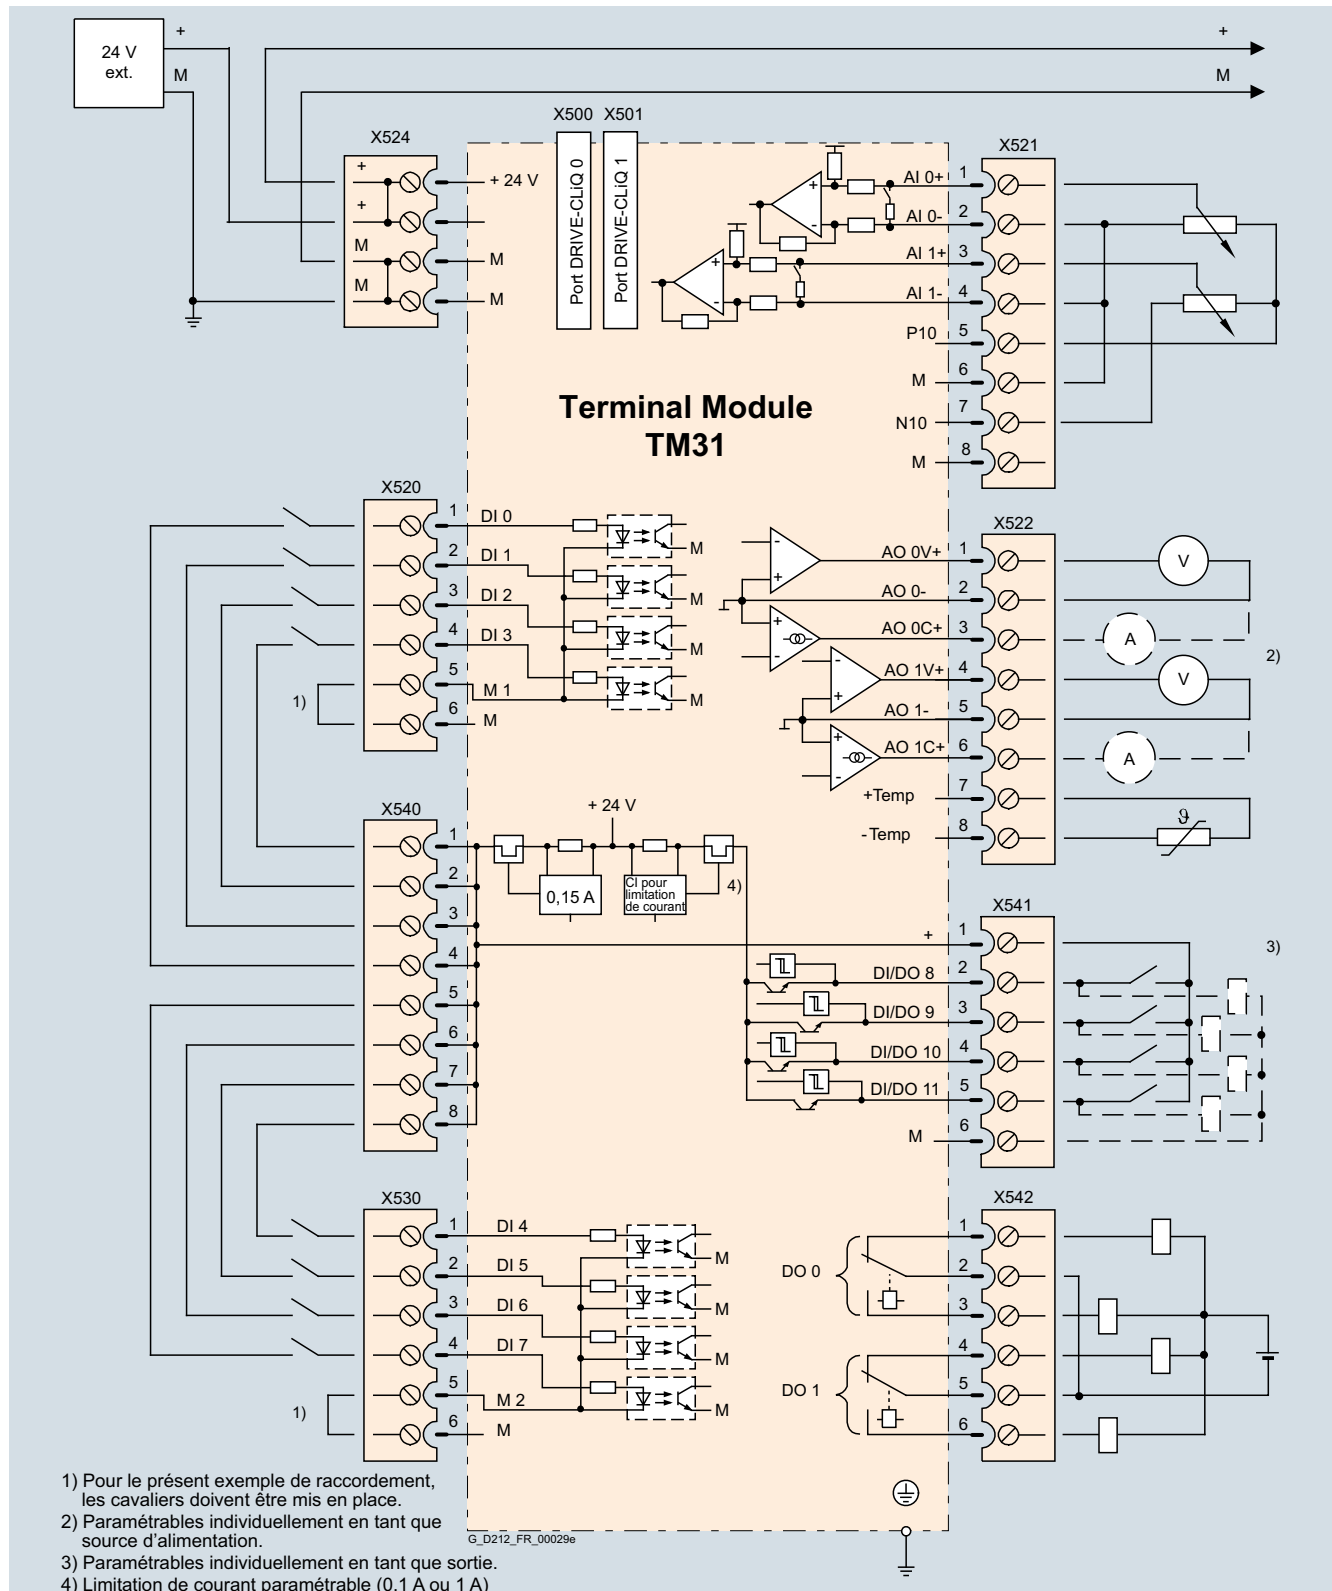 24 V
ext.
+
M
+
M
X524
+
+
M
M
+ 24 V
M
M
X500
X501
Port DRIVE-CLiQ 0
Port DRIVE-CLiQ 1
X521
AI 0+ 1
AI 0- 2
AI 1+ 3
AI 1- 4
P10 5
M 6
N10 7
M 8
+
-
+
-
Terminal Module
TM31
X520
1 DI 0
2 DI 1
3 DI 2
4 DI 3
5 M 1
6 M
1)
M
M
M
M
X522
AO 0V+ 1
AO 0- 2
AO 0C+ 3
AO 1V+ 4
AO 1- 5
AO 1C+ 6
+Temp 7
- Temp 8
-
+
+
-
-
+
+
-
V
A
V
A
2)
ϑ
X540
1
2
3
4
5
6
7
8
+ 24 V
0,15 A
CI pour
limitation
de courant
4)
X541
+ 1
DI/DO 8 2
DI/DO 9 3
DI/DO 10 4
DI/DO 11 5
M 6
3)
X530
1 DI 4
2 DI 5
3 DI 6
4 DI 7
5 M 2
6 M
1)
M
M
M
M
X542
1
2
3
4
5
6
DO 0
DO 1
1) Pour le présent exemple de raccordement,
les cavaliers doivent être mis en place.
2) Paramétrables individuellement en tant que
source d'alimentation.
3) Paramétrables individuellement en tant que sortie.
4) Limitation de courant paramétrable (0,1 A ou 1 A)
G_D212_FR_00029e